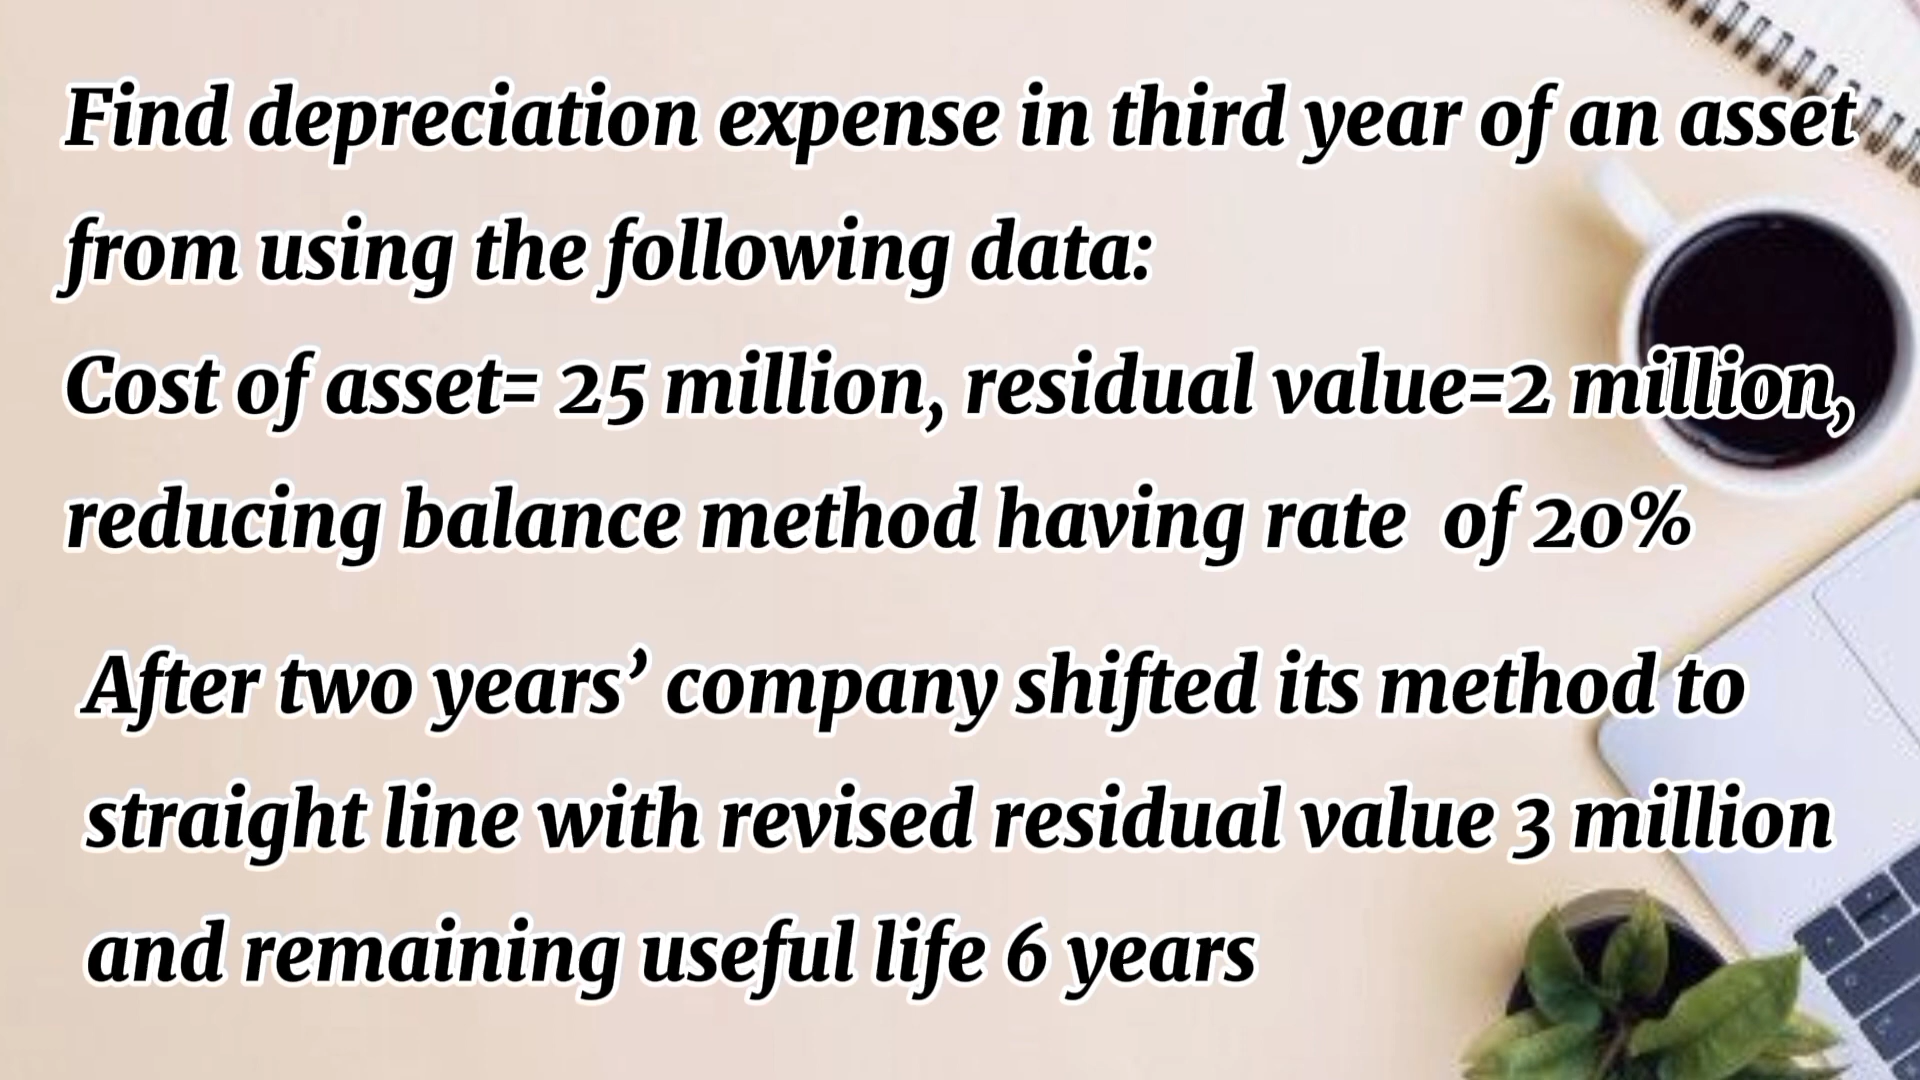 Find depreciation expense in third year of an asset
from using the following data:
Cost of asset= 25 million, residual value=2 million,
reducing balance method having rate  of 20%
After two years’ company shifted its method to
straight line with revised residual value 3 million
and remaining useful life 6 years